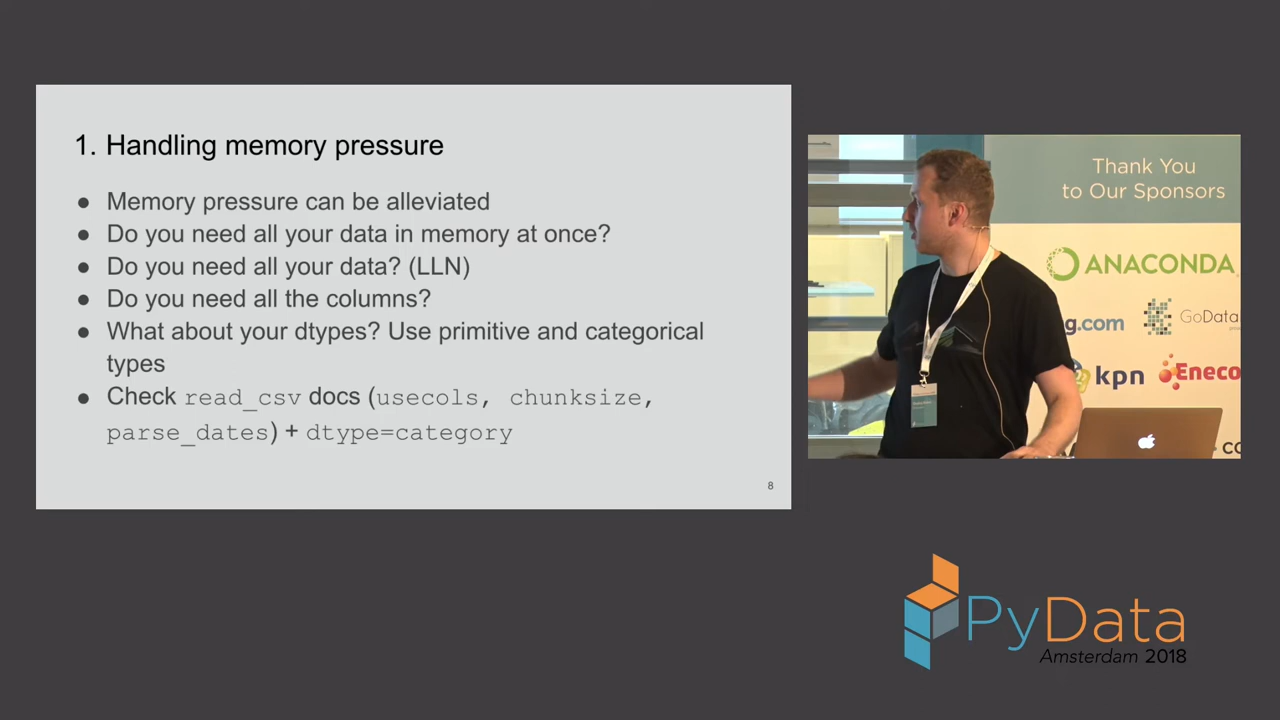 1. Handling memory pressure
● Memory pressure can be alleviated
● Do you need all your data in memory at once?
● Do you need all your data? (LLN)
● Do you need all the columns?
● What about your dtypes? Use primitive and categorical
types
● Check read_csv docs (usecols, chunksize,
parse_dates) + dtype=category
8
Thank You
to Our Sponsors
ANACONDA
g.com
GoData
kpn
Eneco
CO
PyData
Amsterdam 2018